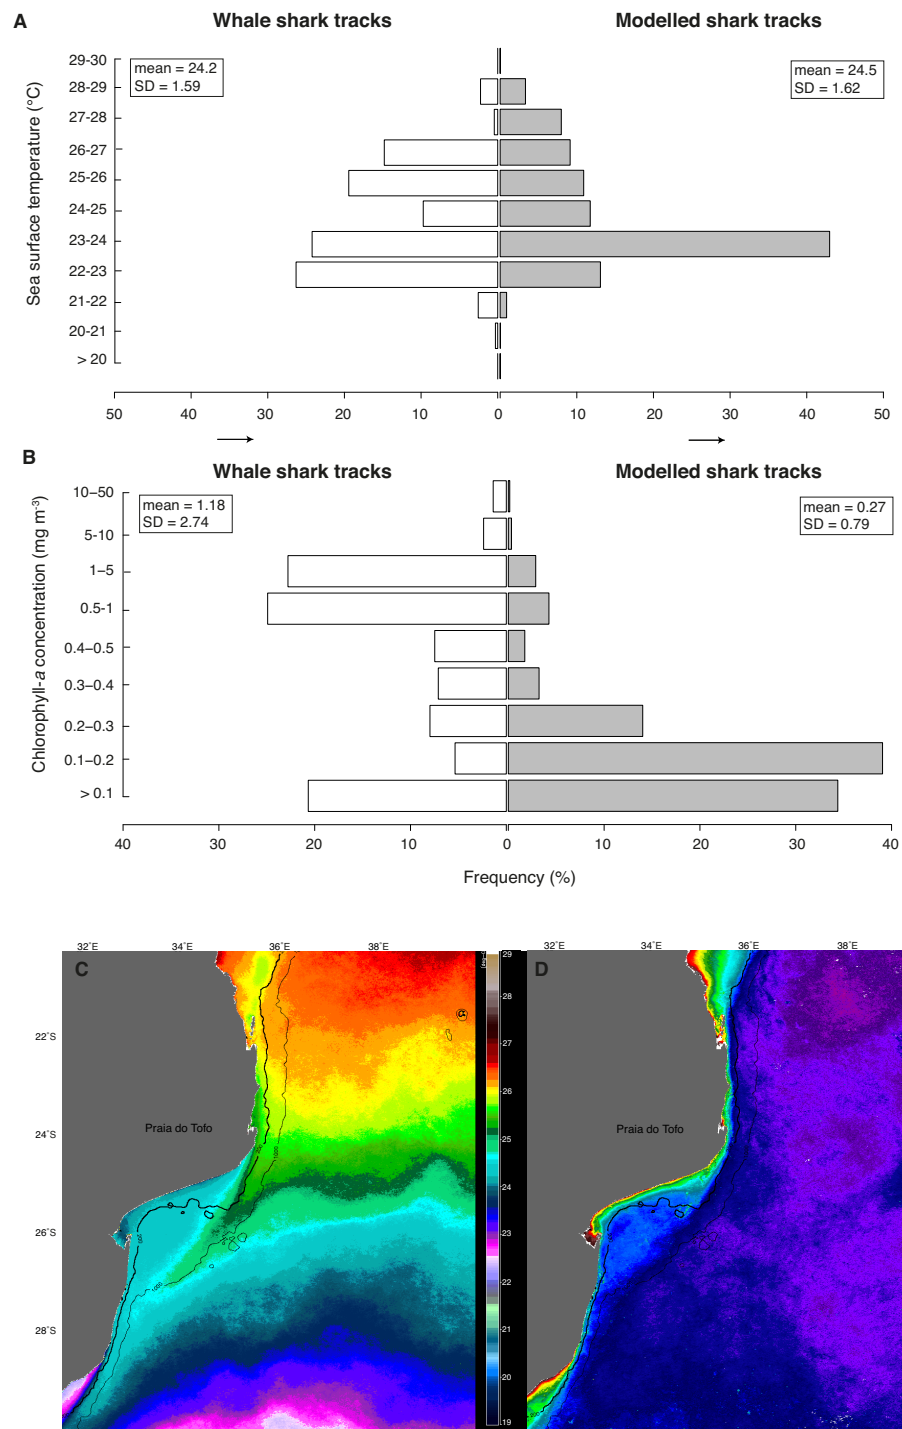 A
Whale shark tracks
Modelled shark tracks
mean = 24.2
SD = 1.59
mean = 24.5
SD = 1.62
Sea surface temperature (°C)
29-30
28-29
27-28
26-27
25-26
24-25
23-24
22-23
21-22
20-21
> 20
50 40 30 20 10 0 10 20 30 40 50
B
Whale shark tracks
Modelled shark tracks
mean = 1.18
SD = 2.74
mean = 0.27
SD = 0.79
Chlorophyll-a concentration (mg m-3)
10–50
5-10
1–5
0.5-1
0.4–0.5
0.3–0.4
0.2–0.3
0.1–0.2
> 0.1
40 30 20 10 0 10 20 30 40
Frequency (%)
32°E 34°E 36°E 38°E
C
22°S
24°S
26°S
28°S
Praia do Tofo
29
28
27
26
25
24
23
22
21
20
19
32°E 34°E 36°E 38°E
D
Praia do Tofo